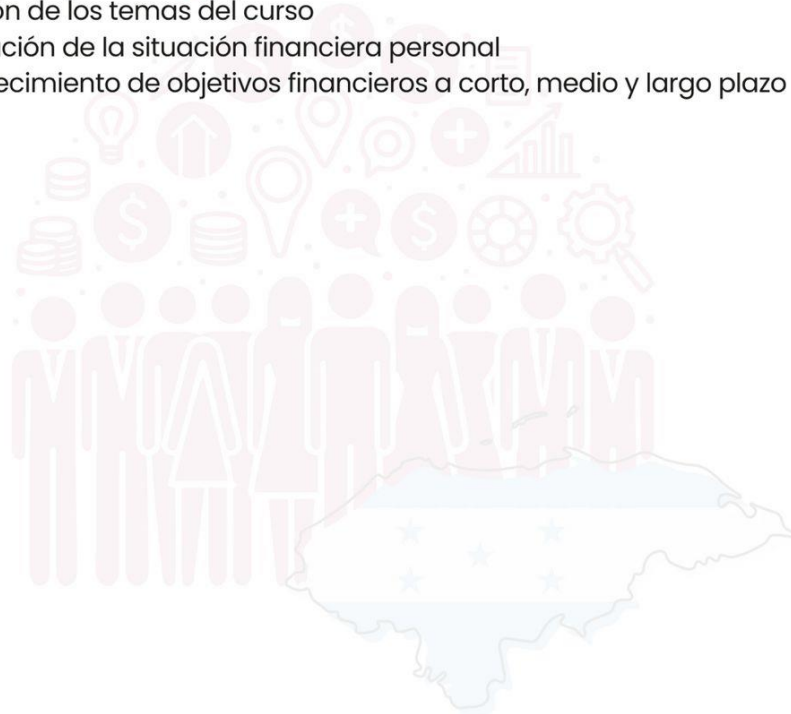 ón de los temas del curso
ción de la situación financiera personal
ecimiento de objetivos financieros a corto, medio y largo plazo